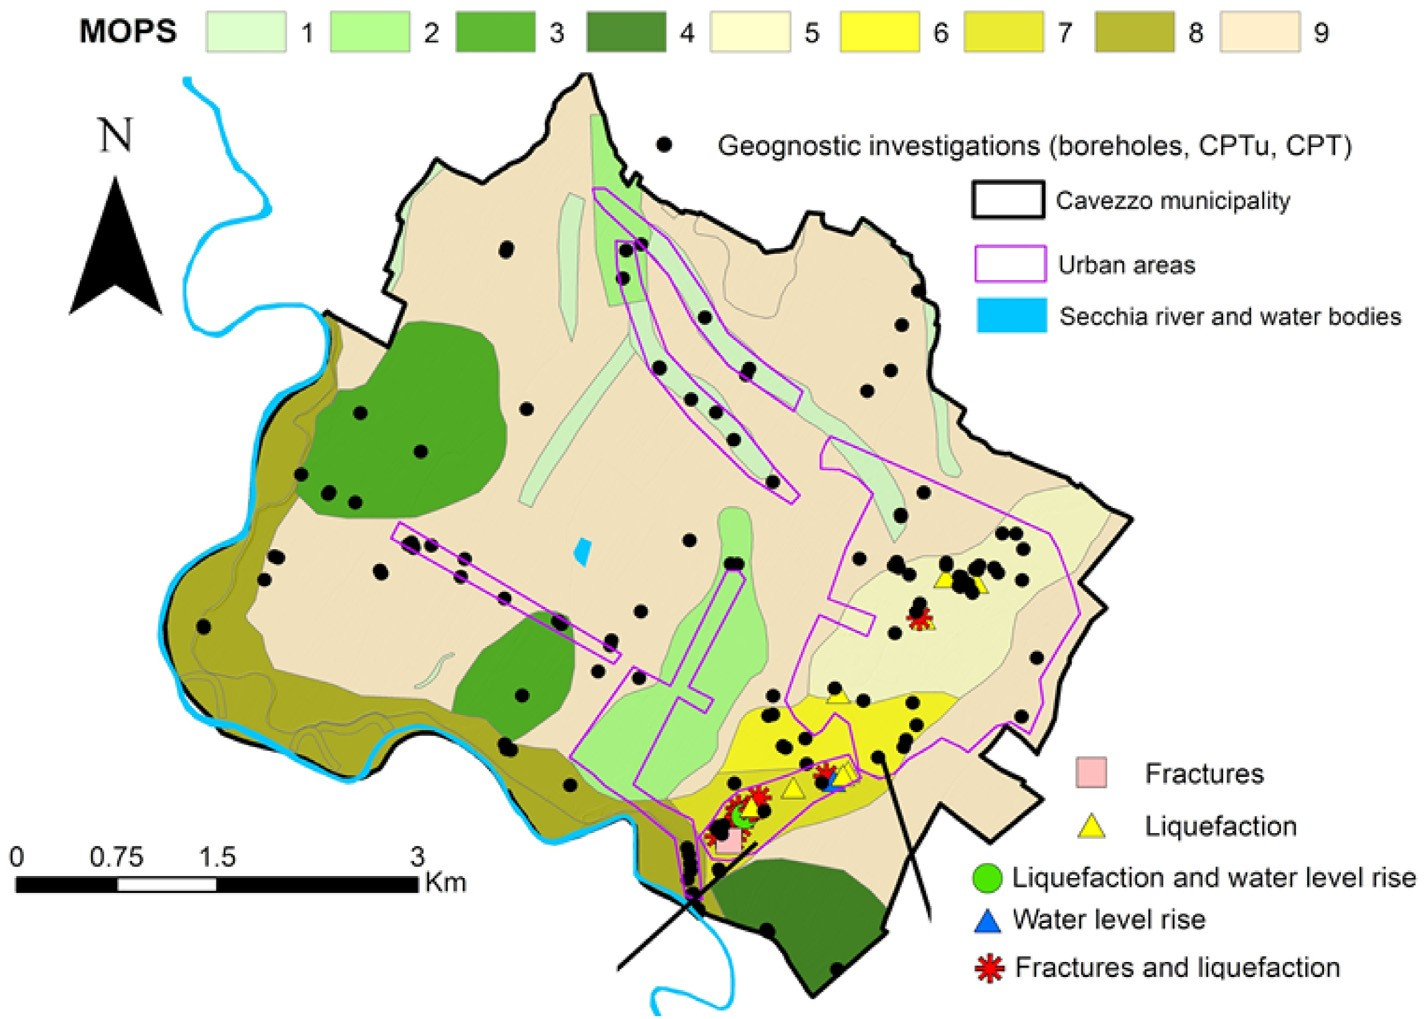 MOPS 1 2 3 4 5 6 7 8 9
N
Geognostic investigations (boreholes, CPTu, CPT)
Cavezzo municipality
Urban areas
Secchia river and water bodies
Fractures
Liquefaction
Liquefaction and water level rise
Water level rise
Fractures and liquefaction
0 0.75 1.5 3
Km